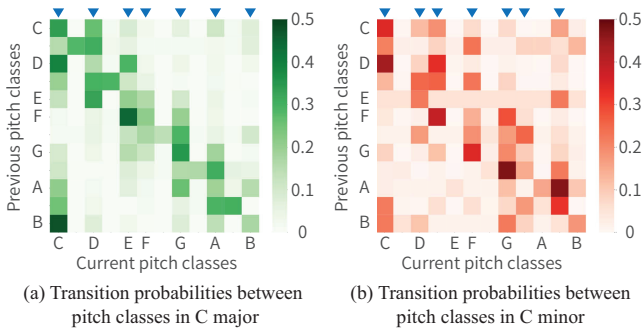 C
D
E
F
G
A
B
Previous pitch classes
C D E F G A B
Current pitch classes
0.5
0.4
0.3
0.2
0.1
0
(a) Transition probabilities between
pitch classes in C major
C
D
E
F
G
A
B
Previous pitch classes
C D E F G A B
Current pitch classes
0.5
0.4
0.3
0.2
0.1
0
(b) Transition probabilities between
pitch classes in C minor